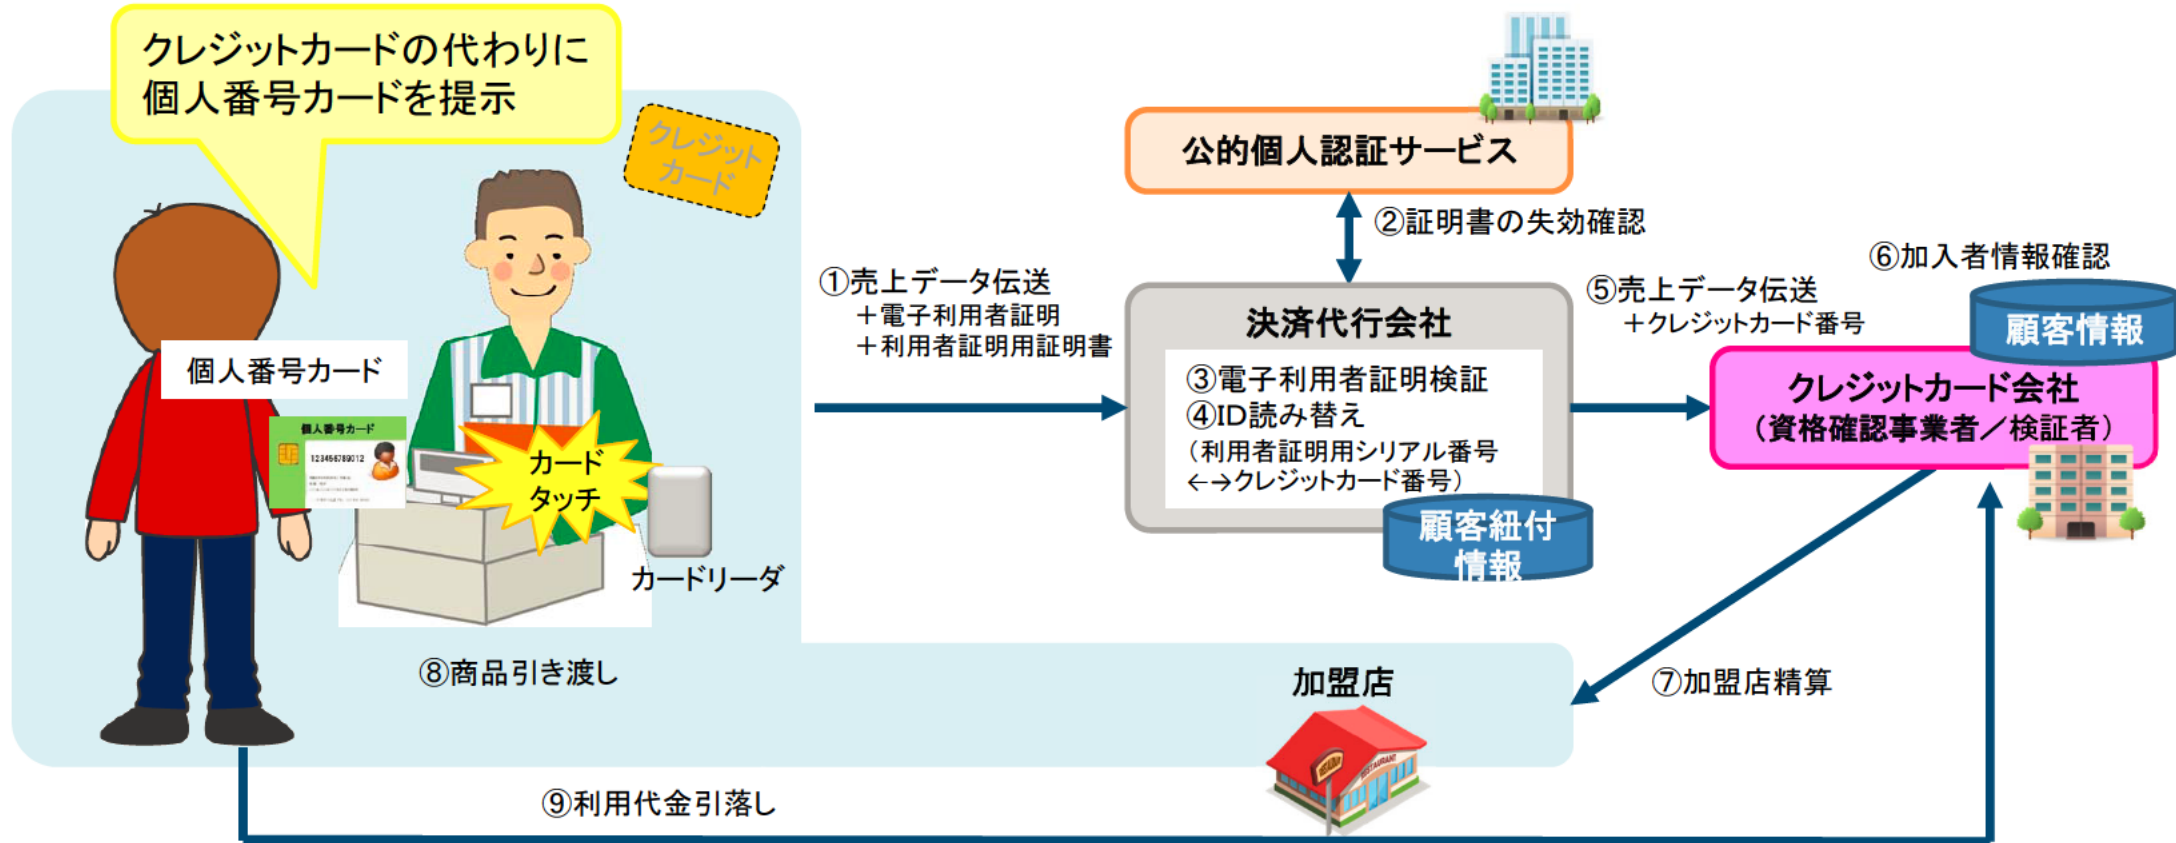 クレジットカードの代わりに
個人番号カードを提示
クレジット
カード
個人番号カード
個人番号カード
123456789012
カード
タッチ
カードリーダ
⑧商品引き渡し
①売上データ伝送
＋電子利用者証明
＋利用者証明用証明書
公的個人認証サービス
②証明書の失効確認
決済代行会社
③電子利用者証明検証
④ID読み替え
（利用者証明用シリアル番号
←→クレジットカード番号）
顧客紐付
情報
⑤売上データ伝送
＋クレジットカード番号
⑥加入者情報確認
顧客情報
クレジットカード会社
（資格確認事業者／検証者）
⑦加盟店精算
加盟店
RESTAURANT
⑨利用代金引落し